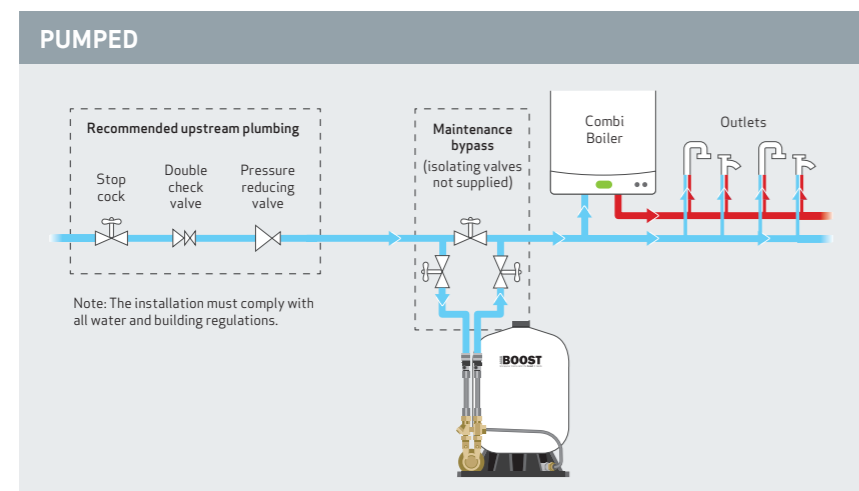 PUMPED
Recommended upstream plumbing
Stop
cock
Double
check
valve
Pressure
reducing
valve
Note: The installation must comply with
all water and building regulations.
Maintenance
bypass
(isolating valves
not supplied)
Combi
Boiler
Outlets
BOOST